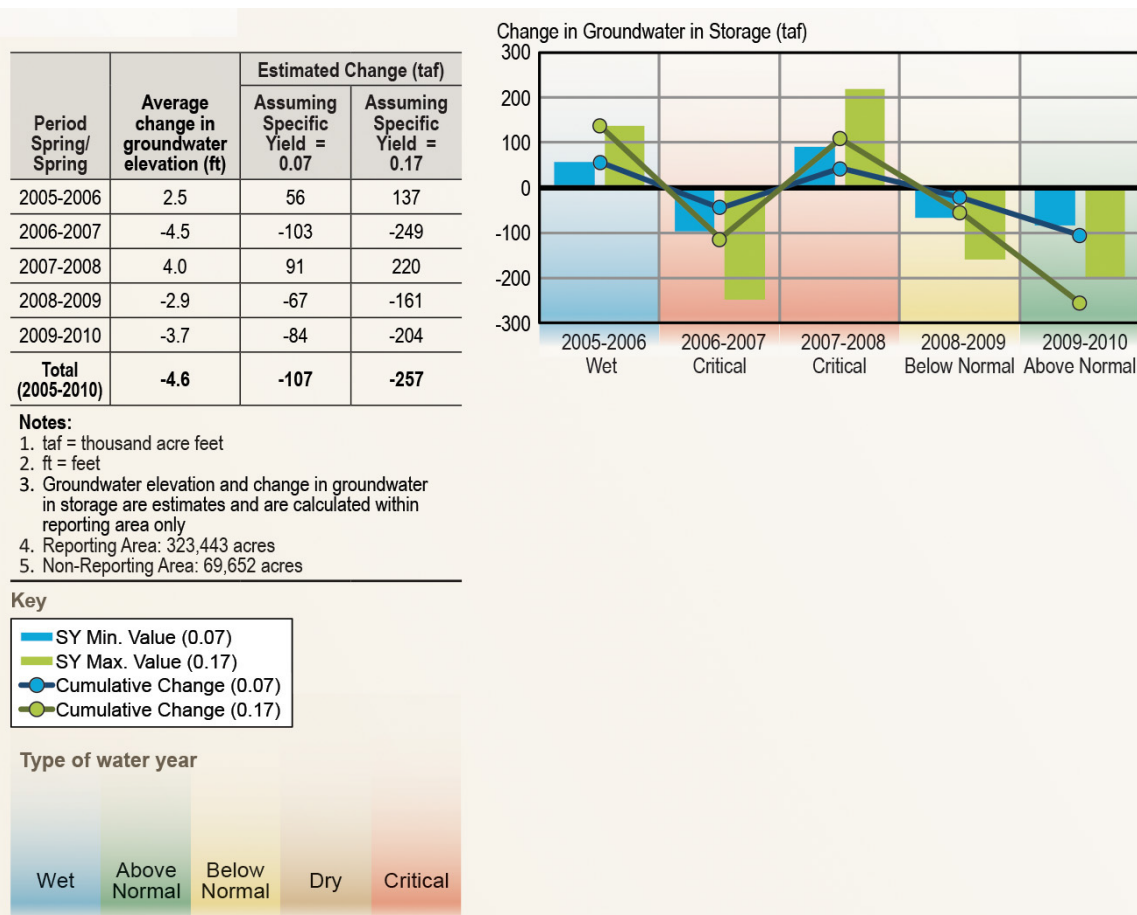 Period
Spring/
Spring
Average
change in
groundwater
elevation (ft)
Estimated Change (taf)
Assuming
Specific
Yield =
0.07
Assuming
Specific
Yield =
0.17
2005-2006 2.5 56 137
2006-2007 -4.5 -103 -249
2007-2008 4.0 91 220
2008-2009 -2.9 -67 -161
2009-2010 -3.7 -84 -204
Total
(2005-2010) -4.6 -107 -257
Notes:
1. taf = thousand acre feet
2. ft = feet
3. Groundwater elevation and change in groundwater
in storage are estimates and are calculated within
reporting area only
4. Reporting Area: 323,443 acres
5. Non-Reporting Area: 69,652 acres
Key
SY Min. Value (0.07)
SY Max. Value (0.17)
Cumulative Change (0.07)
Cumulative Change (0.17)
Type of water year
Wet
Above
Normal
Below
Normal
Dry
Critical
Change in Groundwater in Storage (taf)
300
200
100
0
-100
-200
-300
2005-2006 2006-2007 2007-2008 2008-2009 2009-2010
Wet Critical Critical Below Normal Above Normal